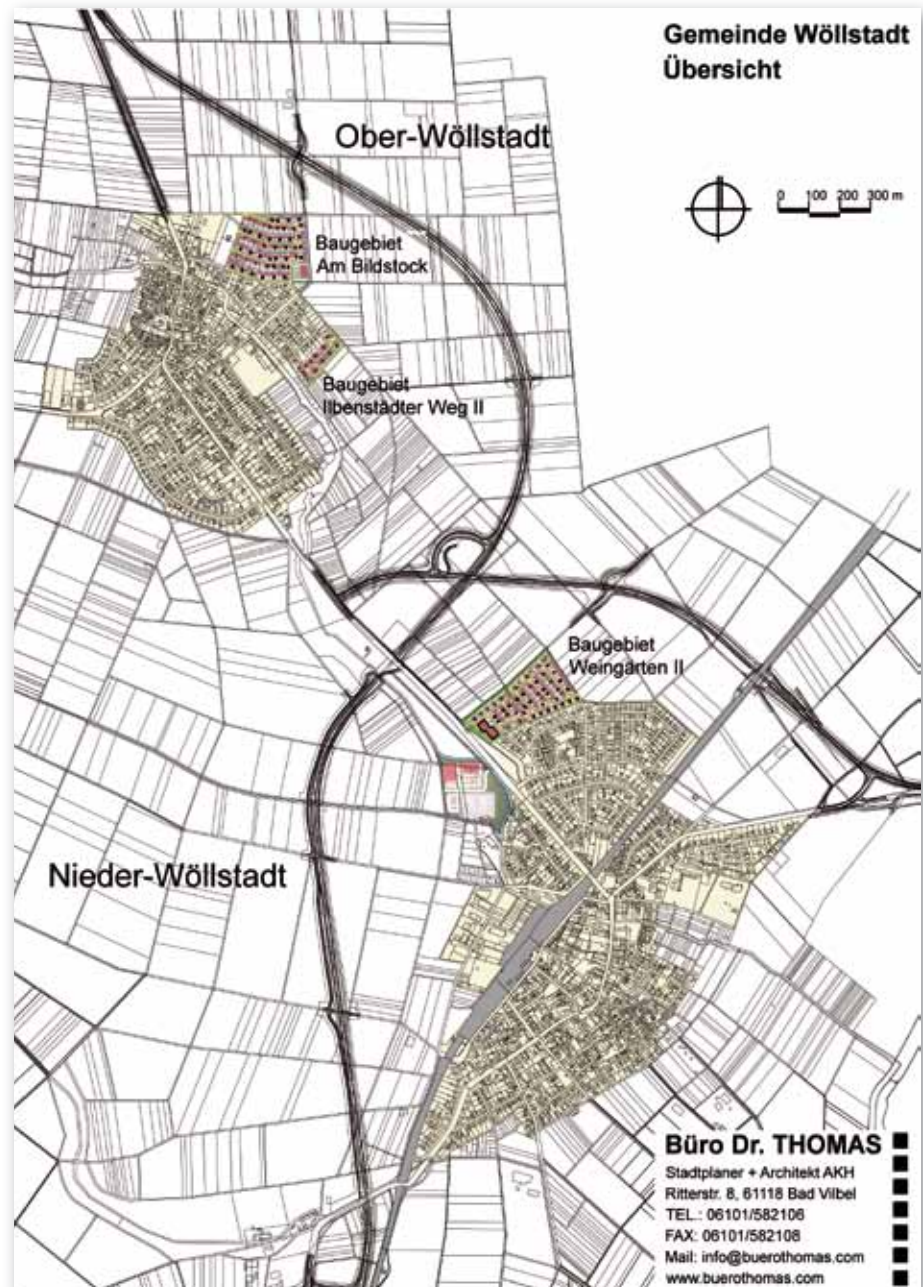 Gemeinde Wöllstadt
Übersicht
Ober-Wöllstadt
0 100 200 300 m
Baugebiet
Am Bildstock
Baugebiet
Ilbenstädter Weg II
Baugebiet
Weingärten II
Nieder-Wöllstadt
Büro Dr. THOMAS
Stadtplaner + Architekt AKH
Ritterstr. 8, 61118 Bad Vilbel
TEL.: 06101/582106
FAX: 06101/582108
Mail: info@buerothomas.com
www.buerothomas.com